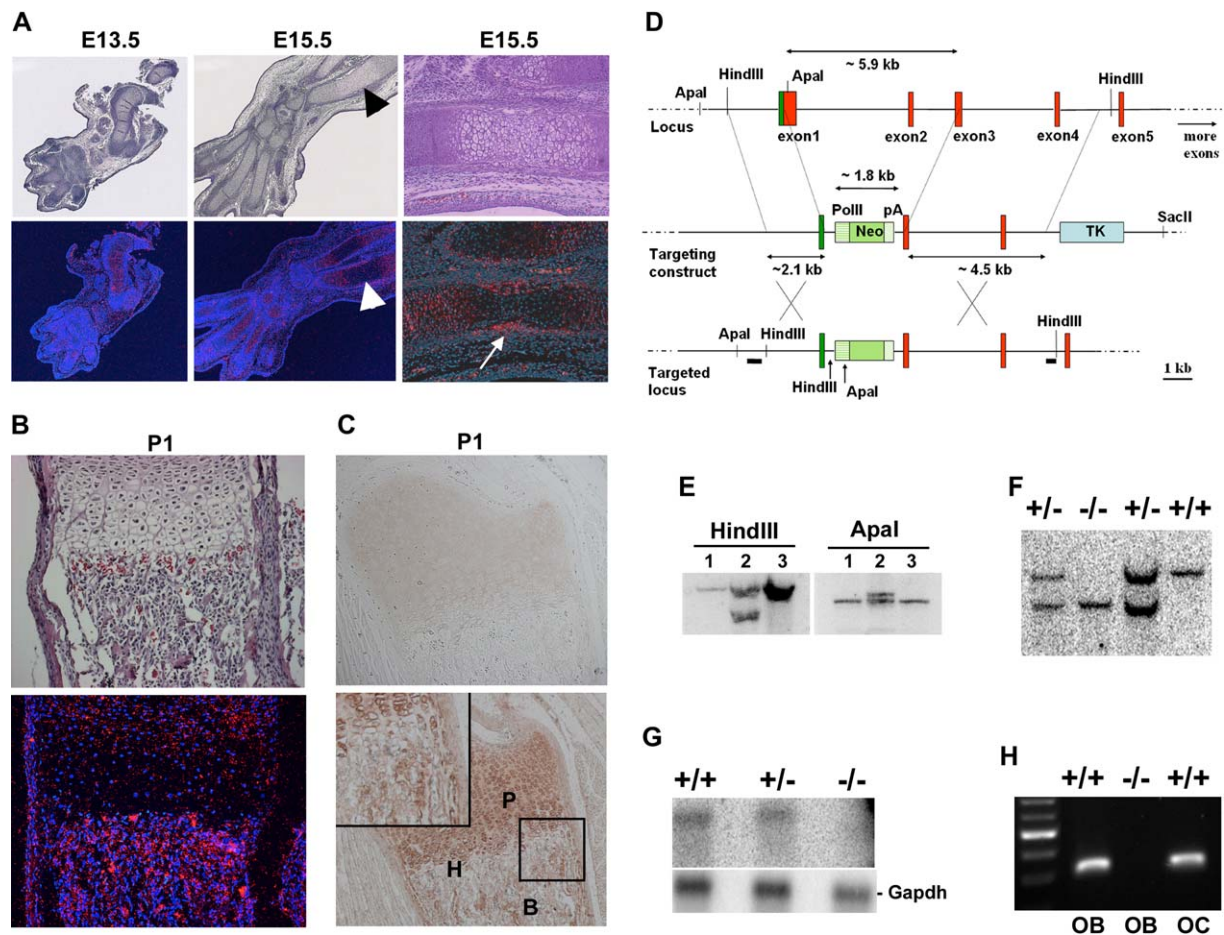 A
E13.5 E15.5 E15.5
B
P1
C
P1
P
H
B
D
~ 5.9 kb
HindIII ApaI HindIII
ApaI
Locus
exon1 exon2 exon3 exon4 exon5
more
exons
~ 1.8 kb
PolII pA
Neo TK SacII
Targeting
construct
~2.1 kb ~ 4.5 kb
ApaI HindIII HindIII
Targeted
locus
HindIII ApaI
1 kb
E
HindIII ApaI
1 2 3 1 2 3
F
+/- -/- +/- +/+
G
+/+ +/- -/-
- Gapdh
H
+/+ -/- +/+
OB OB OC